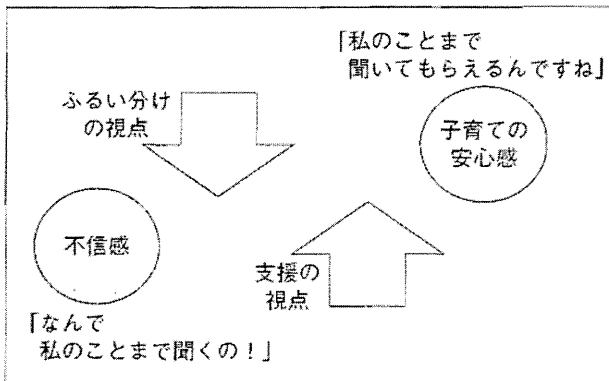 「私のことまで
聞いてもらえるんですね」
ふるい分け
の視点
子育ての
安心感
不信感
支援の
視点
「なんで
私のことまで聞くの！」